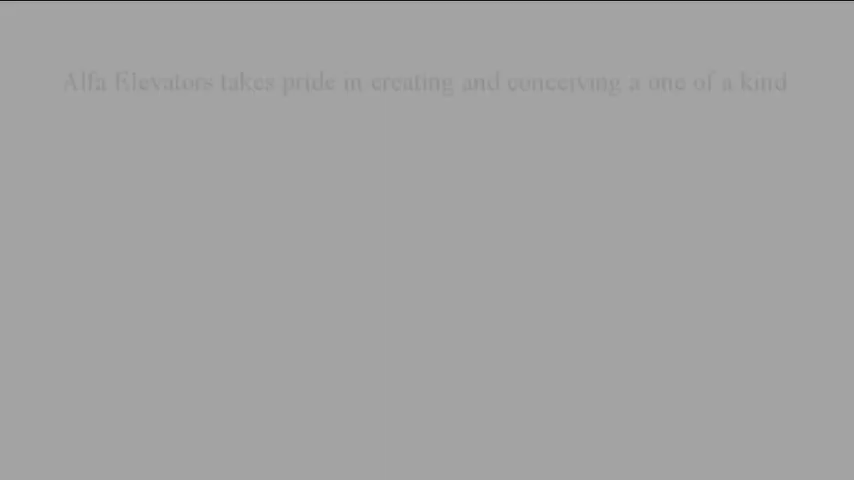 Alfa Elevators takes pride in creating and conceiving a one of a kind